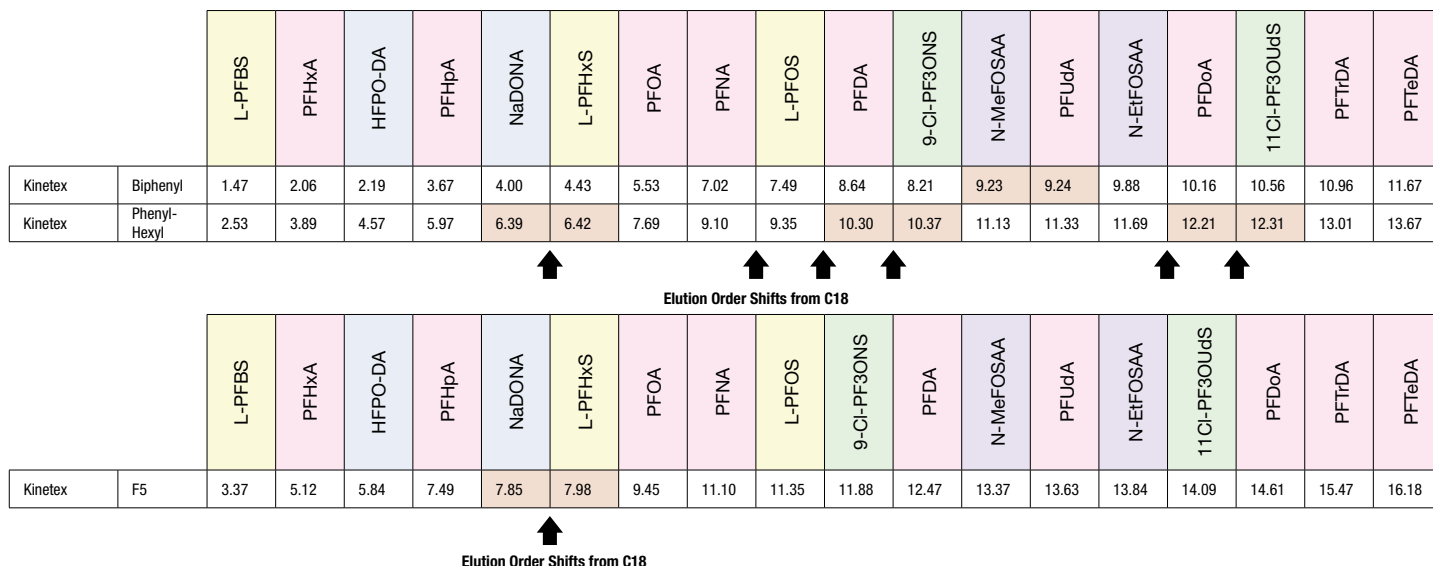 L-PFBS PFHxA HFPO-DA PFHpA NaDONA L-PFHxS PFOA PFNA L-PFOS PFDA 9-Cl-PF3ONS N-MeFOSAA PFUdA N-EtFOSAA PFDoA 11Cl-PF3OUdS PFTrDA PFTeDA
Kinetex Biphenyl 1.47 2.06 2.19 3.67 4.00 4.43 5.53 7.02 7.49 8.64 8.21 9.23 9.24 9.88 10.16 10.56 10.96 11.67
Kinetex Phenyl-Hexyl 2.53 3.89 4.57 5.97 6.39 6.42 7.69 9.10 9.35 10.30 10.37 11.13 11.33 11.69 12.21 12.31 13.01 13.67
Elution Order Shifts from C18
L-PFBS PFHxA HFPO-DA PFHpA NaDONA L-PFHxS PFOA PFNA L-PFOS 9-Cl-PF3ONS PFDA N-MeFOSAA PFUdA N-EtFOSAA 11Cl-PF3OUdS PFDoA PFTrDA PFTeDA
Kinetex F5 3.37 5.12 5.84 7.49 7.85 7.98 9.45 11.10 11.35 11.88 12.47 13.37 13.63 13.84 14.09 14.61 15.47 16.18
Elution Order Shifts from C18